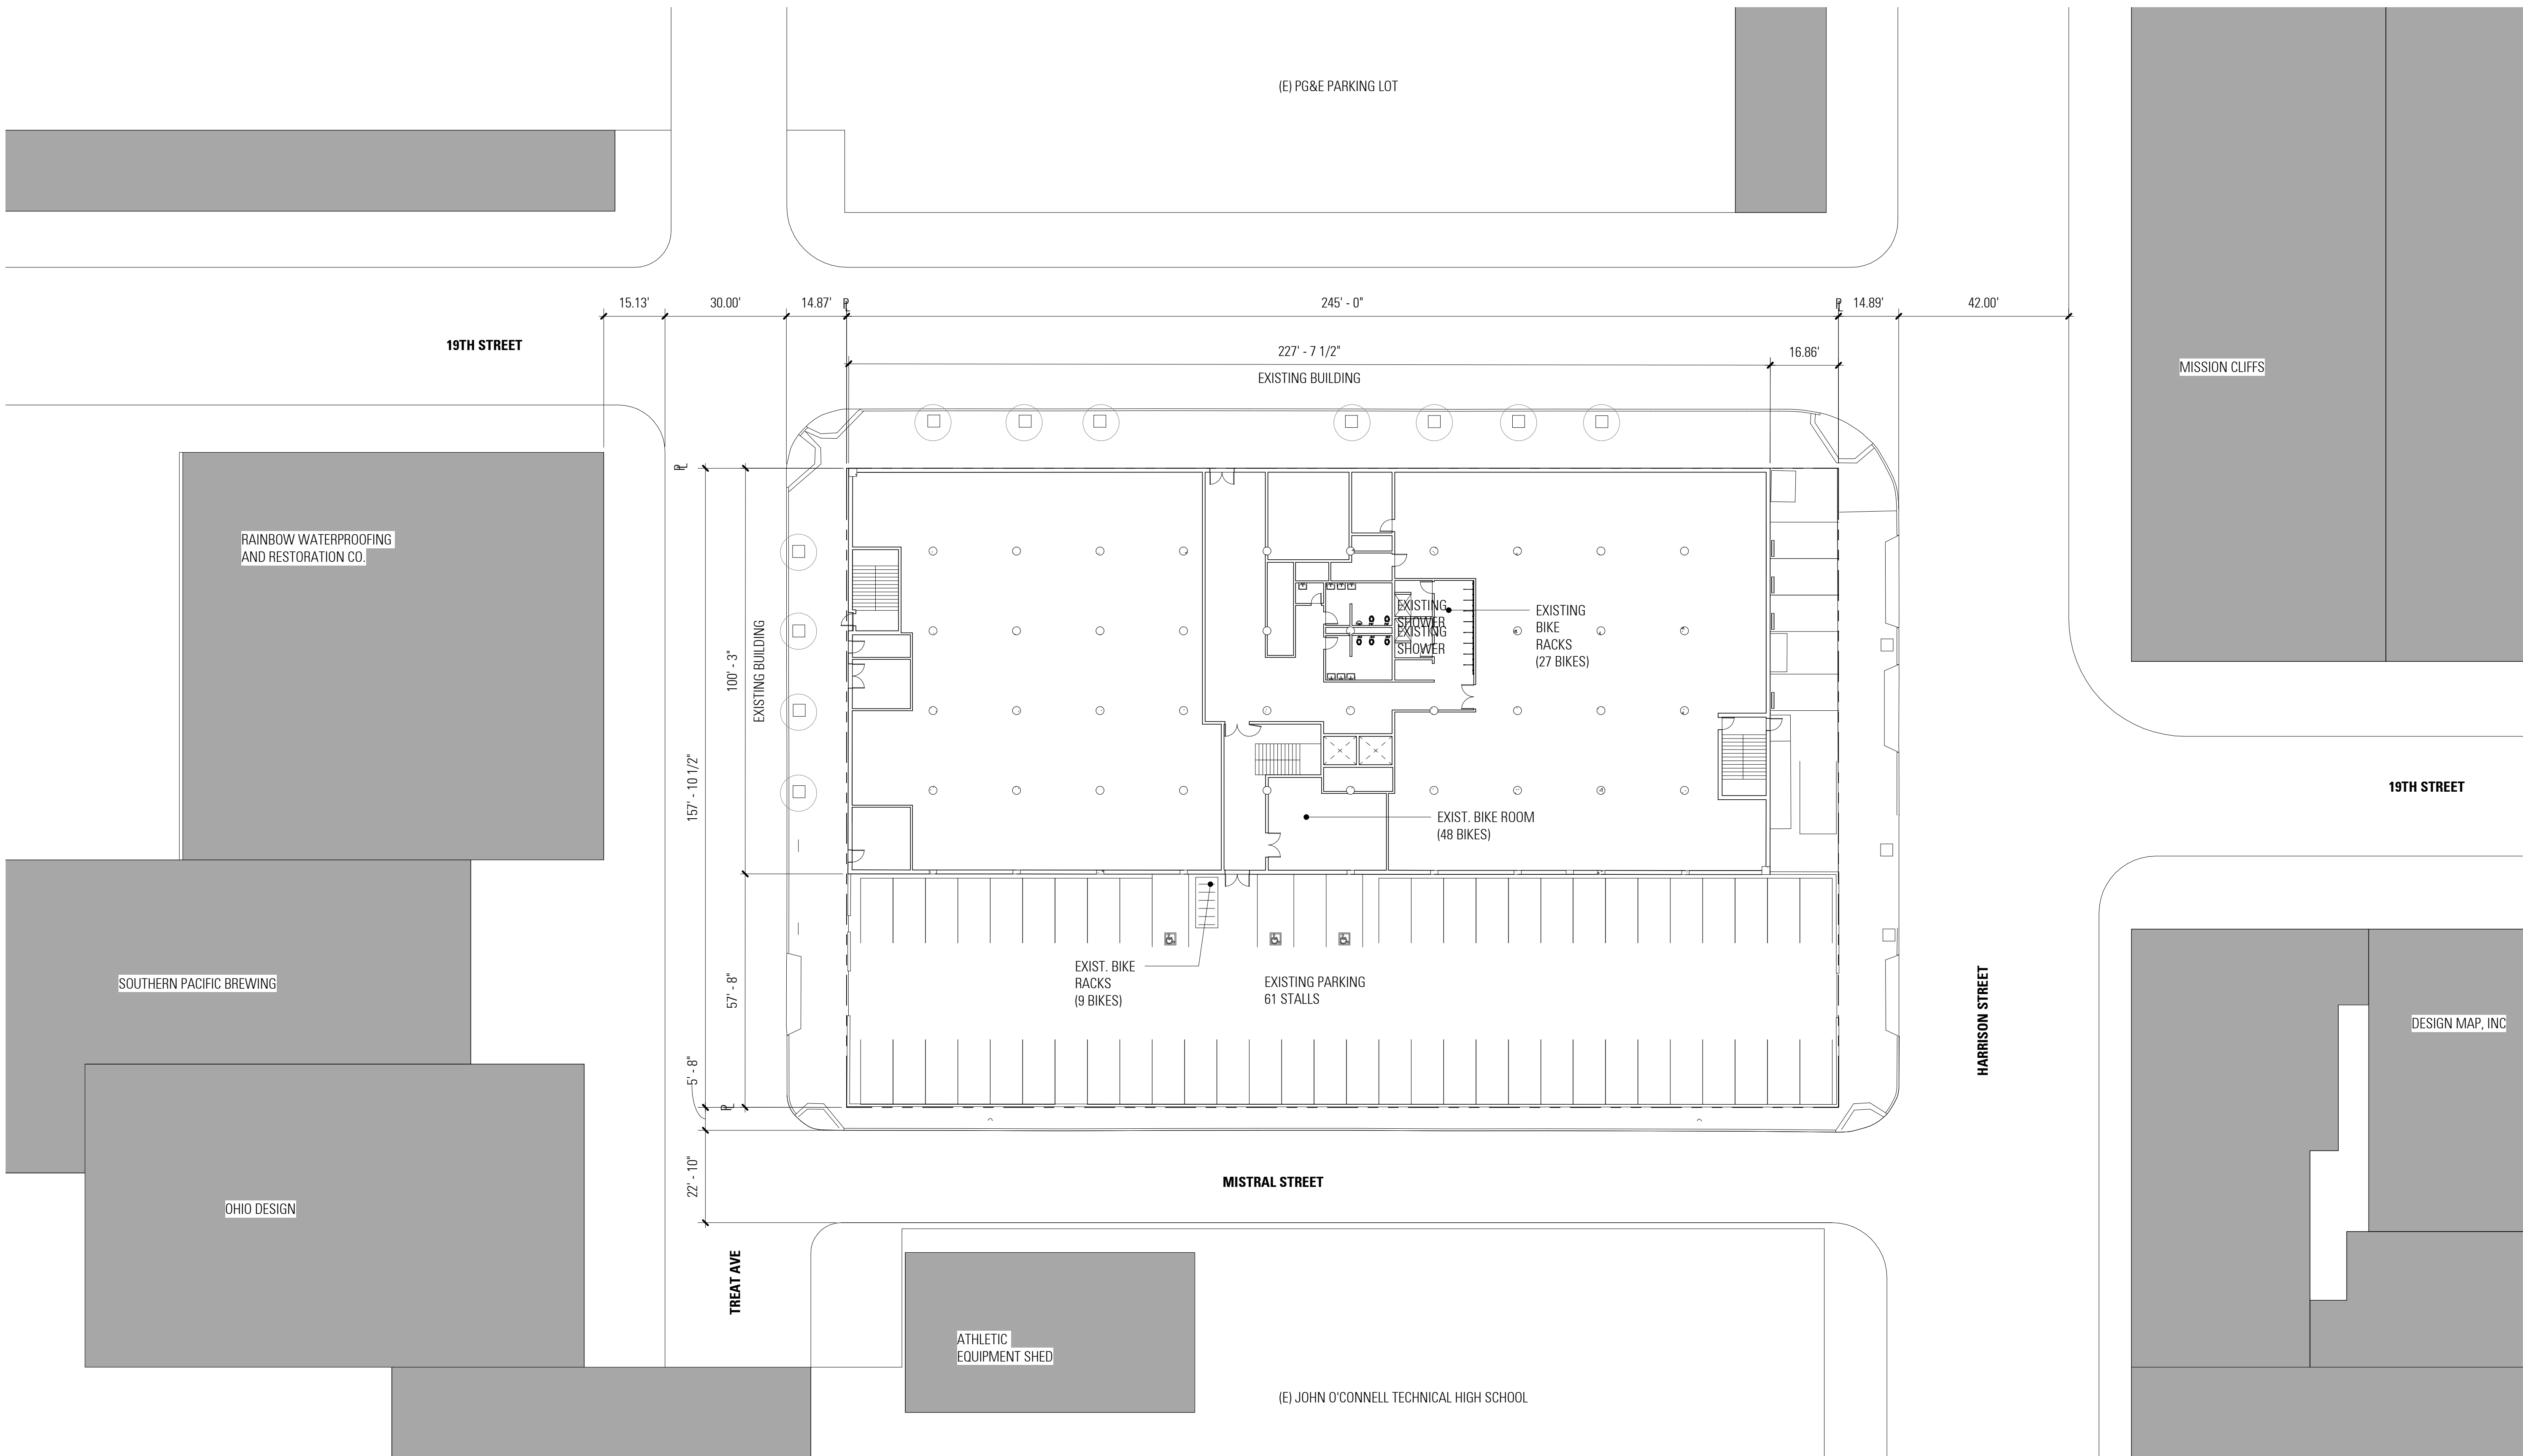 (E) PG&E PARKING LOT
15.13'
30.00'
14.87'
PL
245' - 0"
PL
14.89'
42.00'
19TH STREET
227' - 7 1/2"
16.86'
EXISTING BUILDING
MISSION CLIFFS
PL
RAINBOW WATERPROOFING
AND RESTORATION CO.
100' - 3"
EXISTING BUILDING
157' - 10 1/2"
EXISTING
SHOWER
EXISTING
SHOWER
EXISTING
BIKE
RACKS
(27 BIKES)
19TH STREET
EXIST. BIKE ROOM
(48 BIKES)
SOUTHERN PACIFIC BREWING
57' - 8"
EXIST. BIKE
RACKS
(9 BIKES)
EXISTING PARKING
61 STALLS
HARRISON STREET
DESIGN MAP, INC
5' - 8"
PL
22' - 10"
MISTRAL STREET
OHIO DESIGN
TREAT AVE
ATHLETIC
EQUIPMENT SHED
(E) JOHN O'CONNELL TECHNICAL HIGH SCHOOL